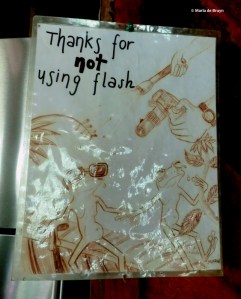 © Maria de Bruyn
Thanks for
not
using flash